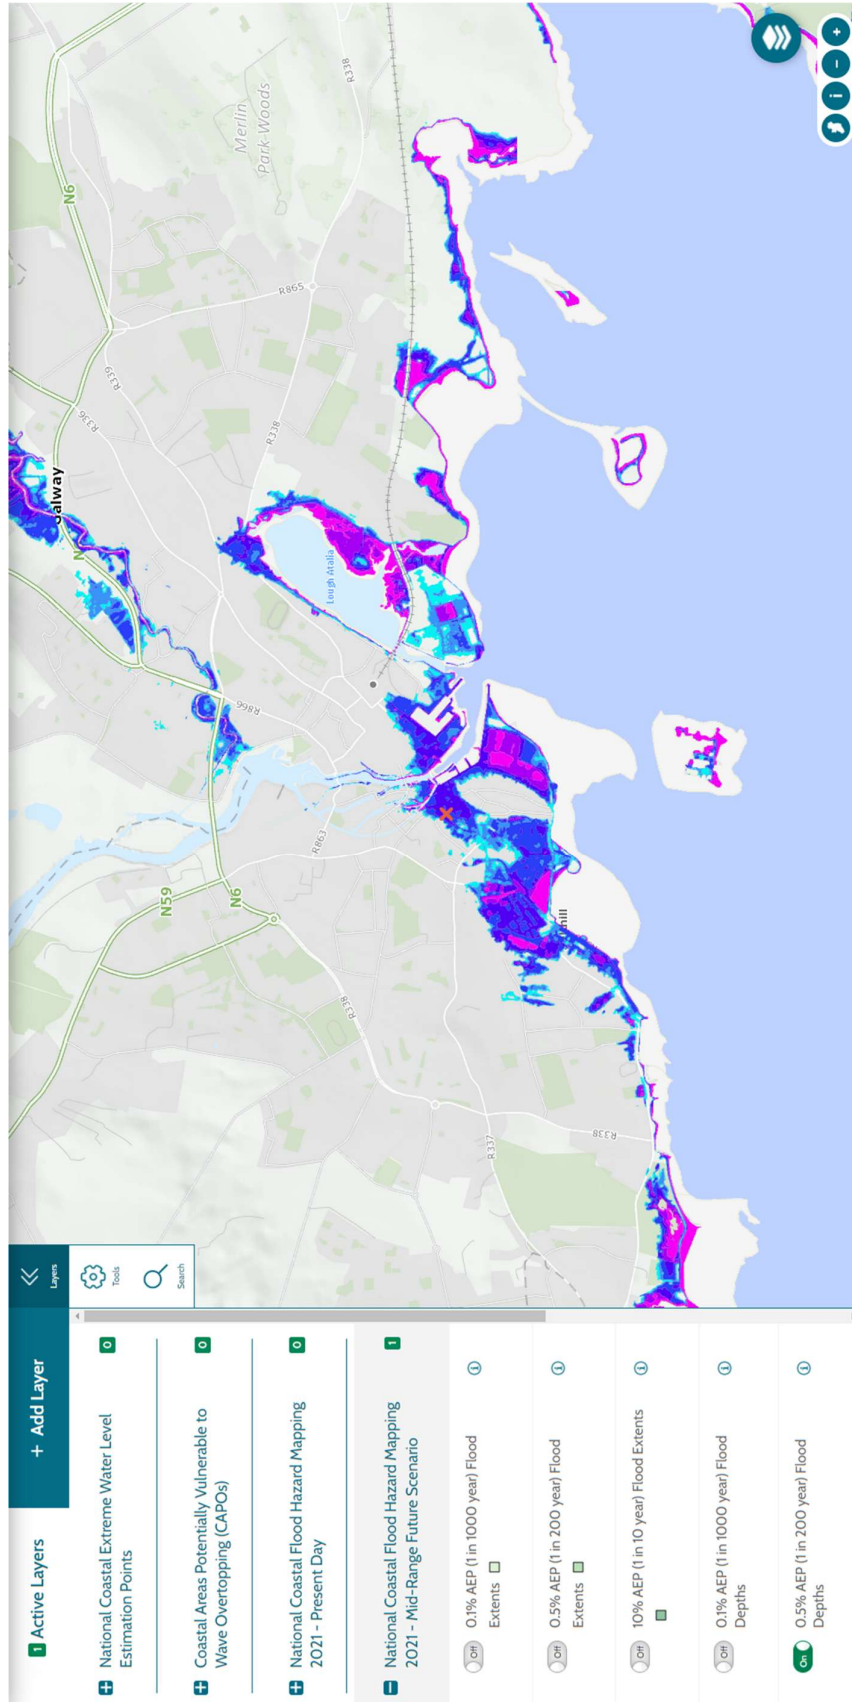 1 Active Layers
+ Add Layer
Layers
Tools
Search
National Coastal Extreme Water Level
Estimation Points
0
Coastal Areas Potentially Vulnerable to
Wave Overtopping (CAPOs)
0
National Coastal Flood Hazard Mapping
2021 - Present Day
0
National Coastal Flood Hazard Mapping
2021 - Mid-Range Future Scenario
1
Off
0.1% AEP (1 in 1000 year) Flood
Extents
Off
0.5% AEP (1 in 200 year) Flood
Extents
Off
10% AEP (1 in 10 year) Flood Extents
Off
0.1% AEP (1 in 1000 year) Flood
Depths
On
0.5% AEP (1 in 200 year) Flood
Depths
N59
N6
R338
R863
R866
R337
R338
N
alway
R336
R339
R338
R865
N6
Merlin
Park Woods
R338
Lough Atalia
hill